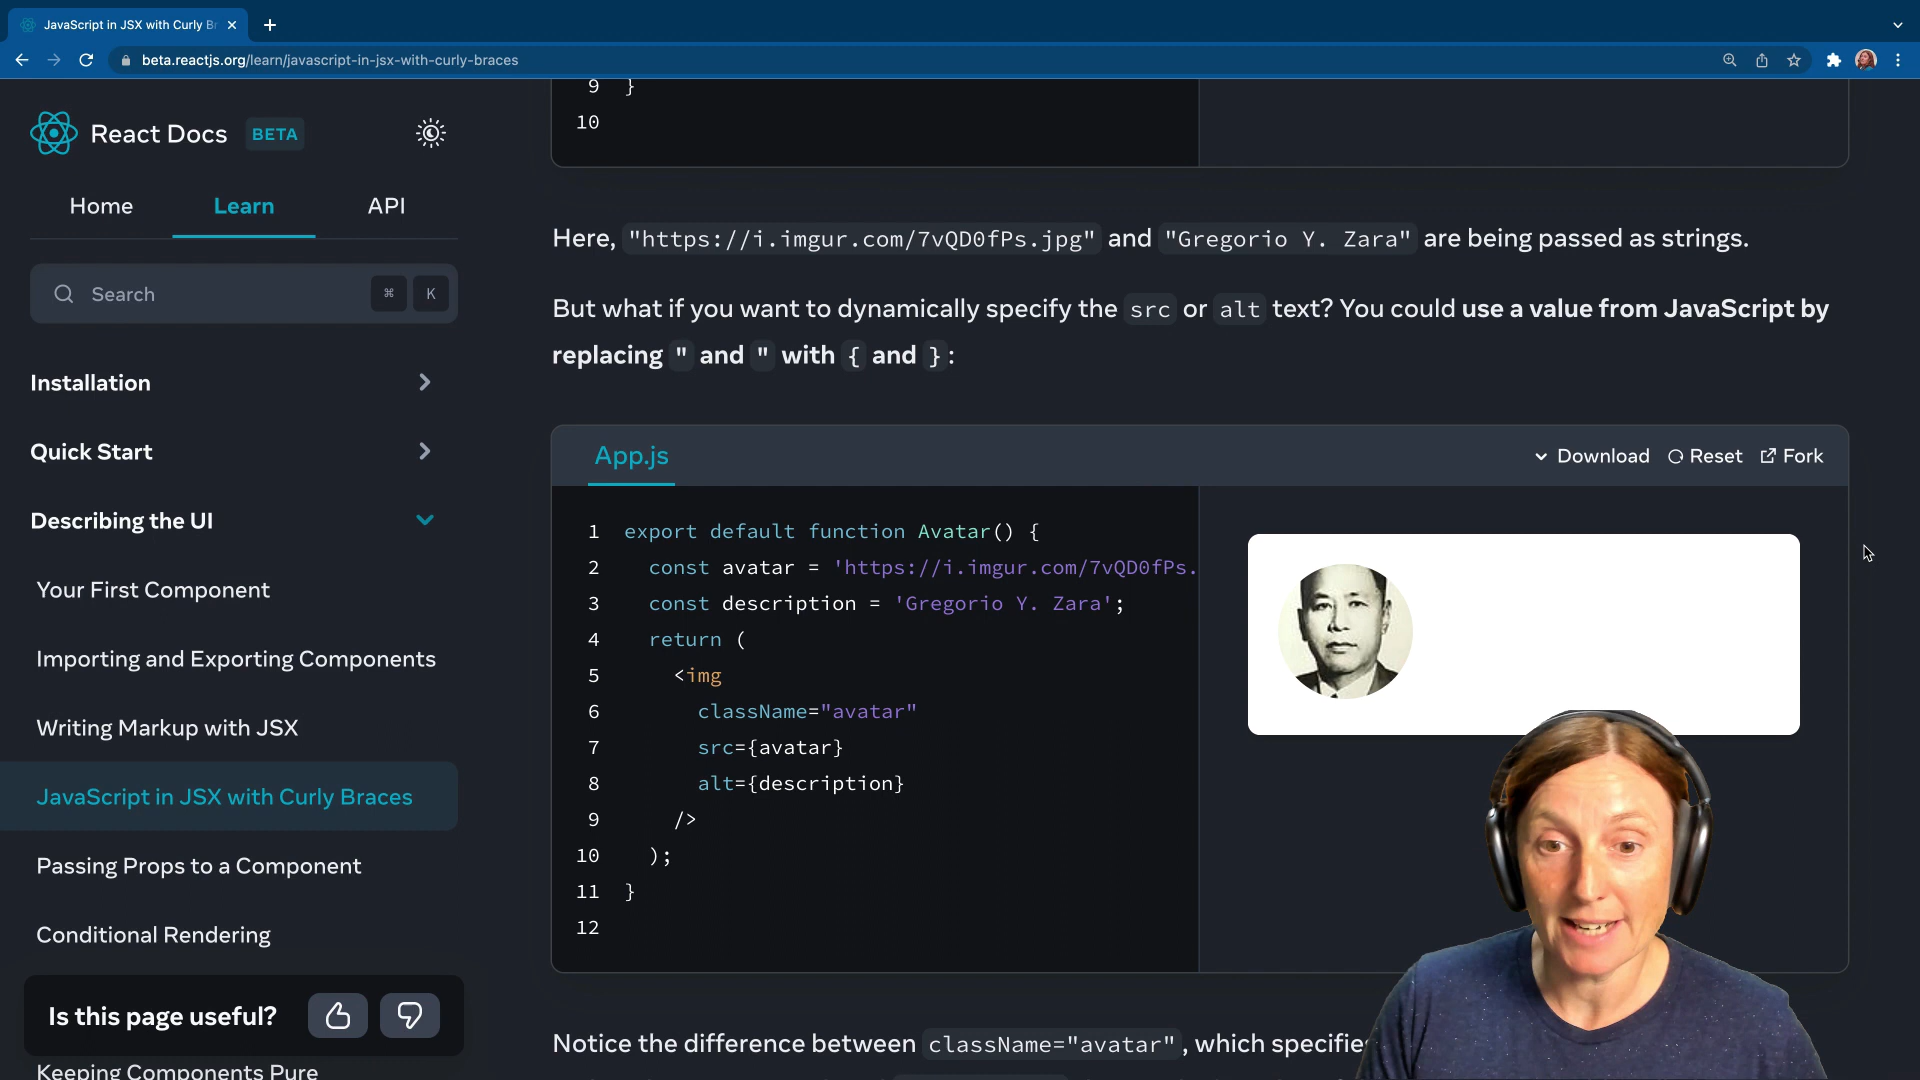 JavaScript in JSX with Curly Br
beta.reactjs.org/learn/javascript-in-jsx-with-curly-braces
React Docs BETA
Home Learn API
Search ⌘ K
Installation
Quick Start
Describing the UI
Your First Component
Importing and Exporting Components
Writing Markup with JSX
JavaScript in JSX with Curly Braces
Passing Props to a Component
Conditional Rendering
Is this page useful?
Keeping Components Pure
9 }
10
Here, "https://i.imgur.com/7vQD0fPs.jpg" and "Gregorio Y. Zara" are being passed as strings.
But what if you want to dynamically specify the src or alt text? You could use a value from JavaScript by
replacing " and " with { and }:
App.js
Download Reset Fork
1 export default function Avatar() {
2 const avatar = 'https://i.imgur.com/7vQD0fPs.
3 const description = 'Gregorio Y. Zara';
4 return (
5 <img
6 className="avatar"
7 src={avatar}
8 alt={description}
9 />
10 );
11 }
12
Notice the difference between className="avatar", which specifie